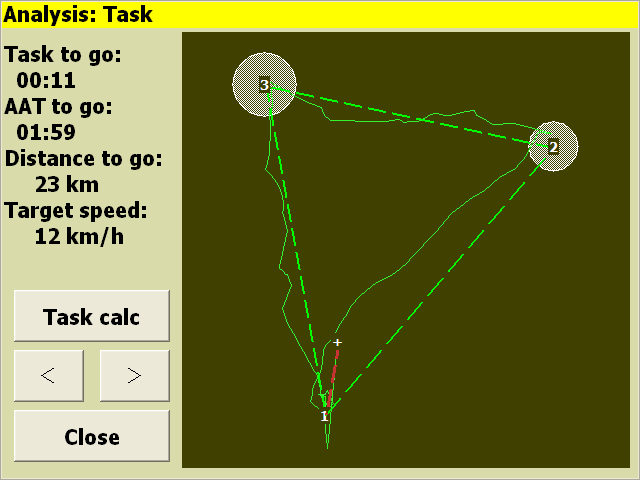 Analysis: Task
Task to go:
00:11
AAT to go:
01:59
Distance to go:
23 km
Target speed:
12 km/h
Task calc
<
>
Close
3
2
+
1